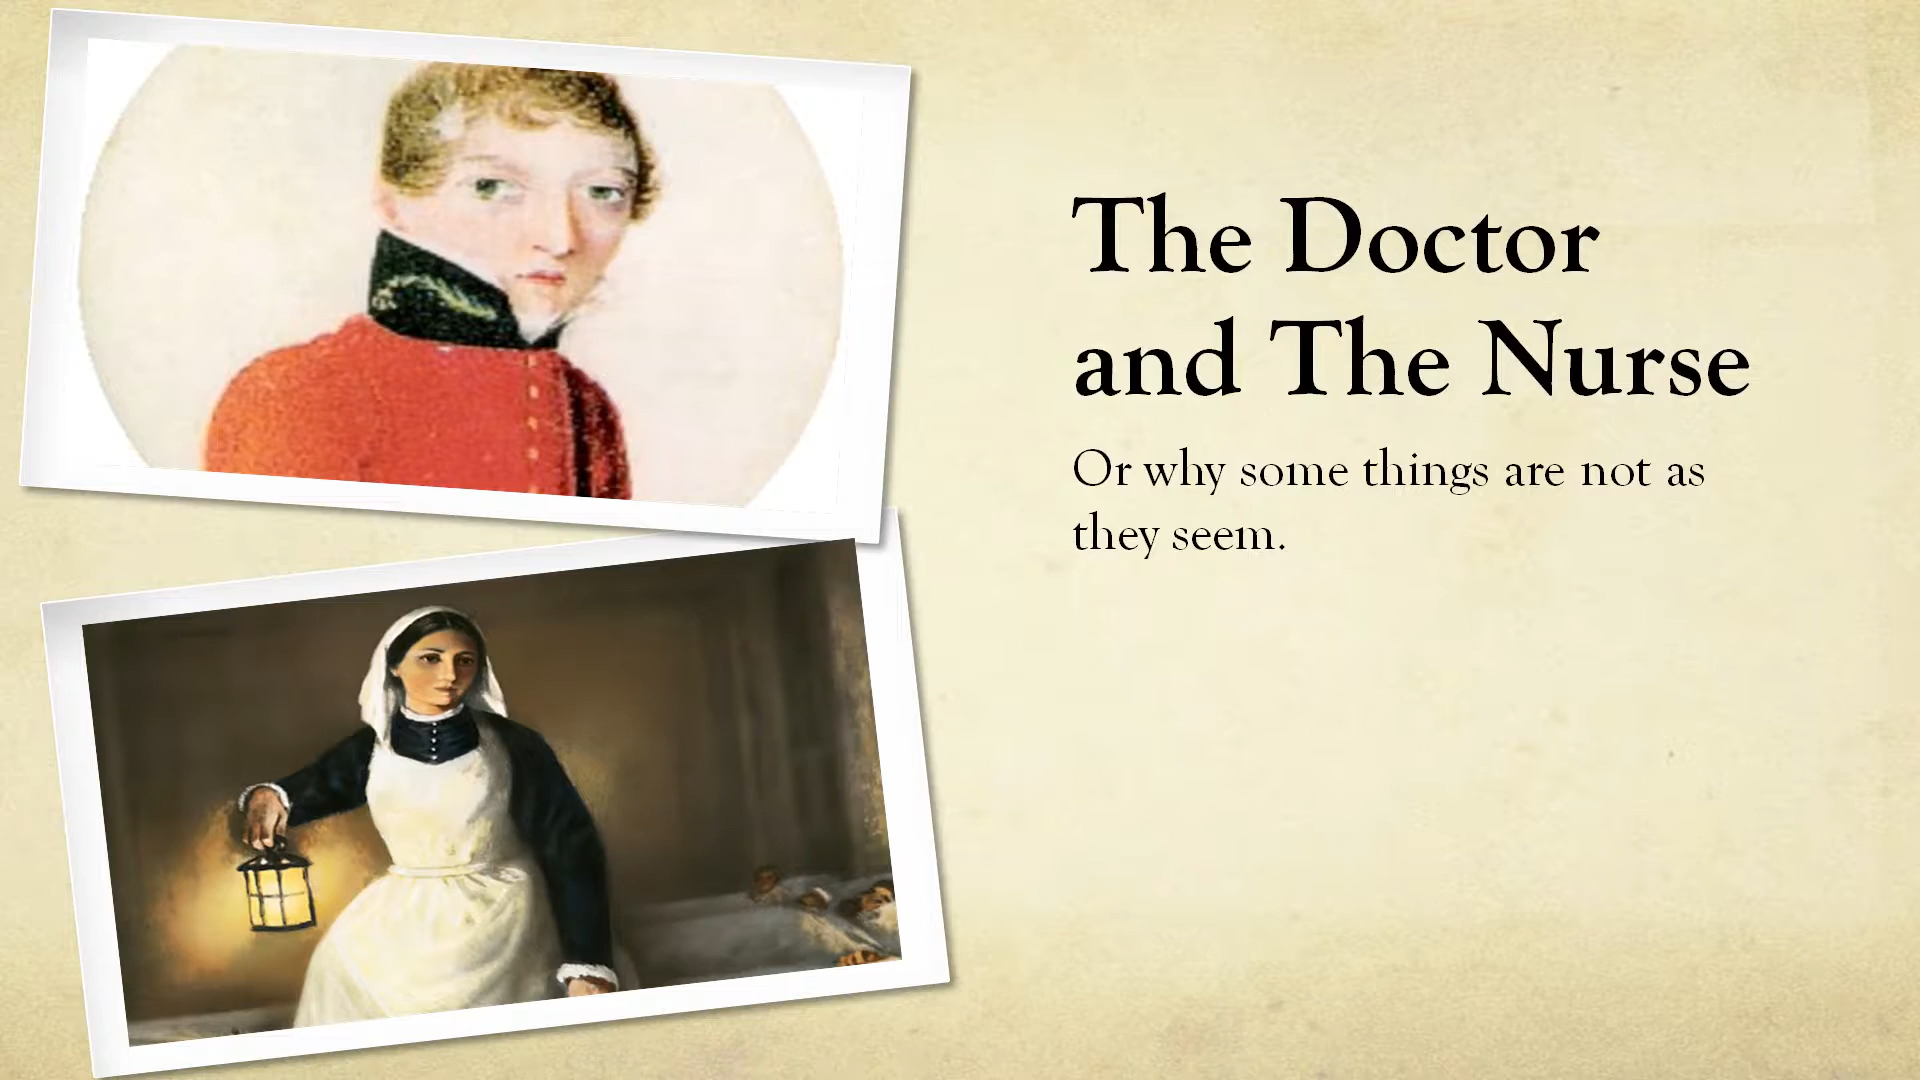 The Doctor
and The Nurse
Or why some things are not as
they seem.